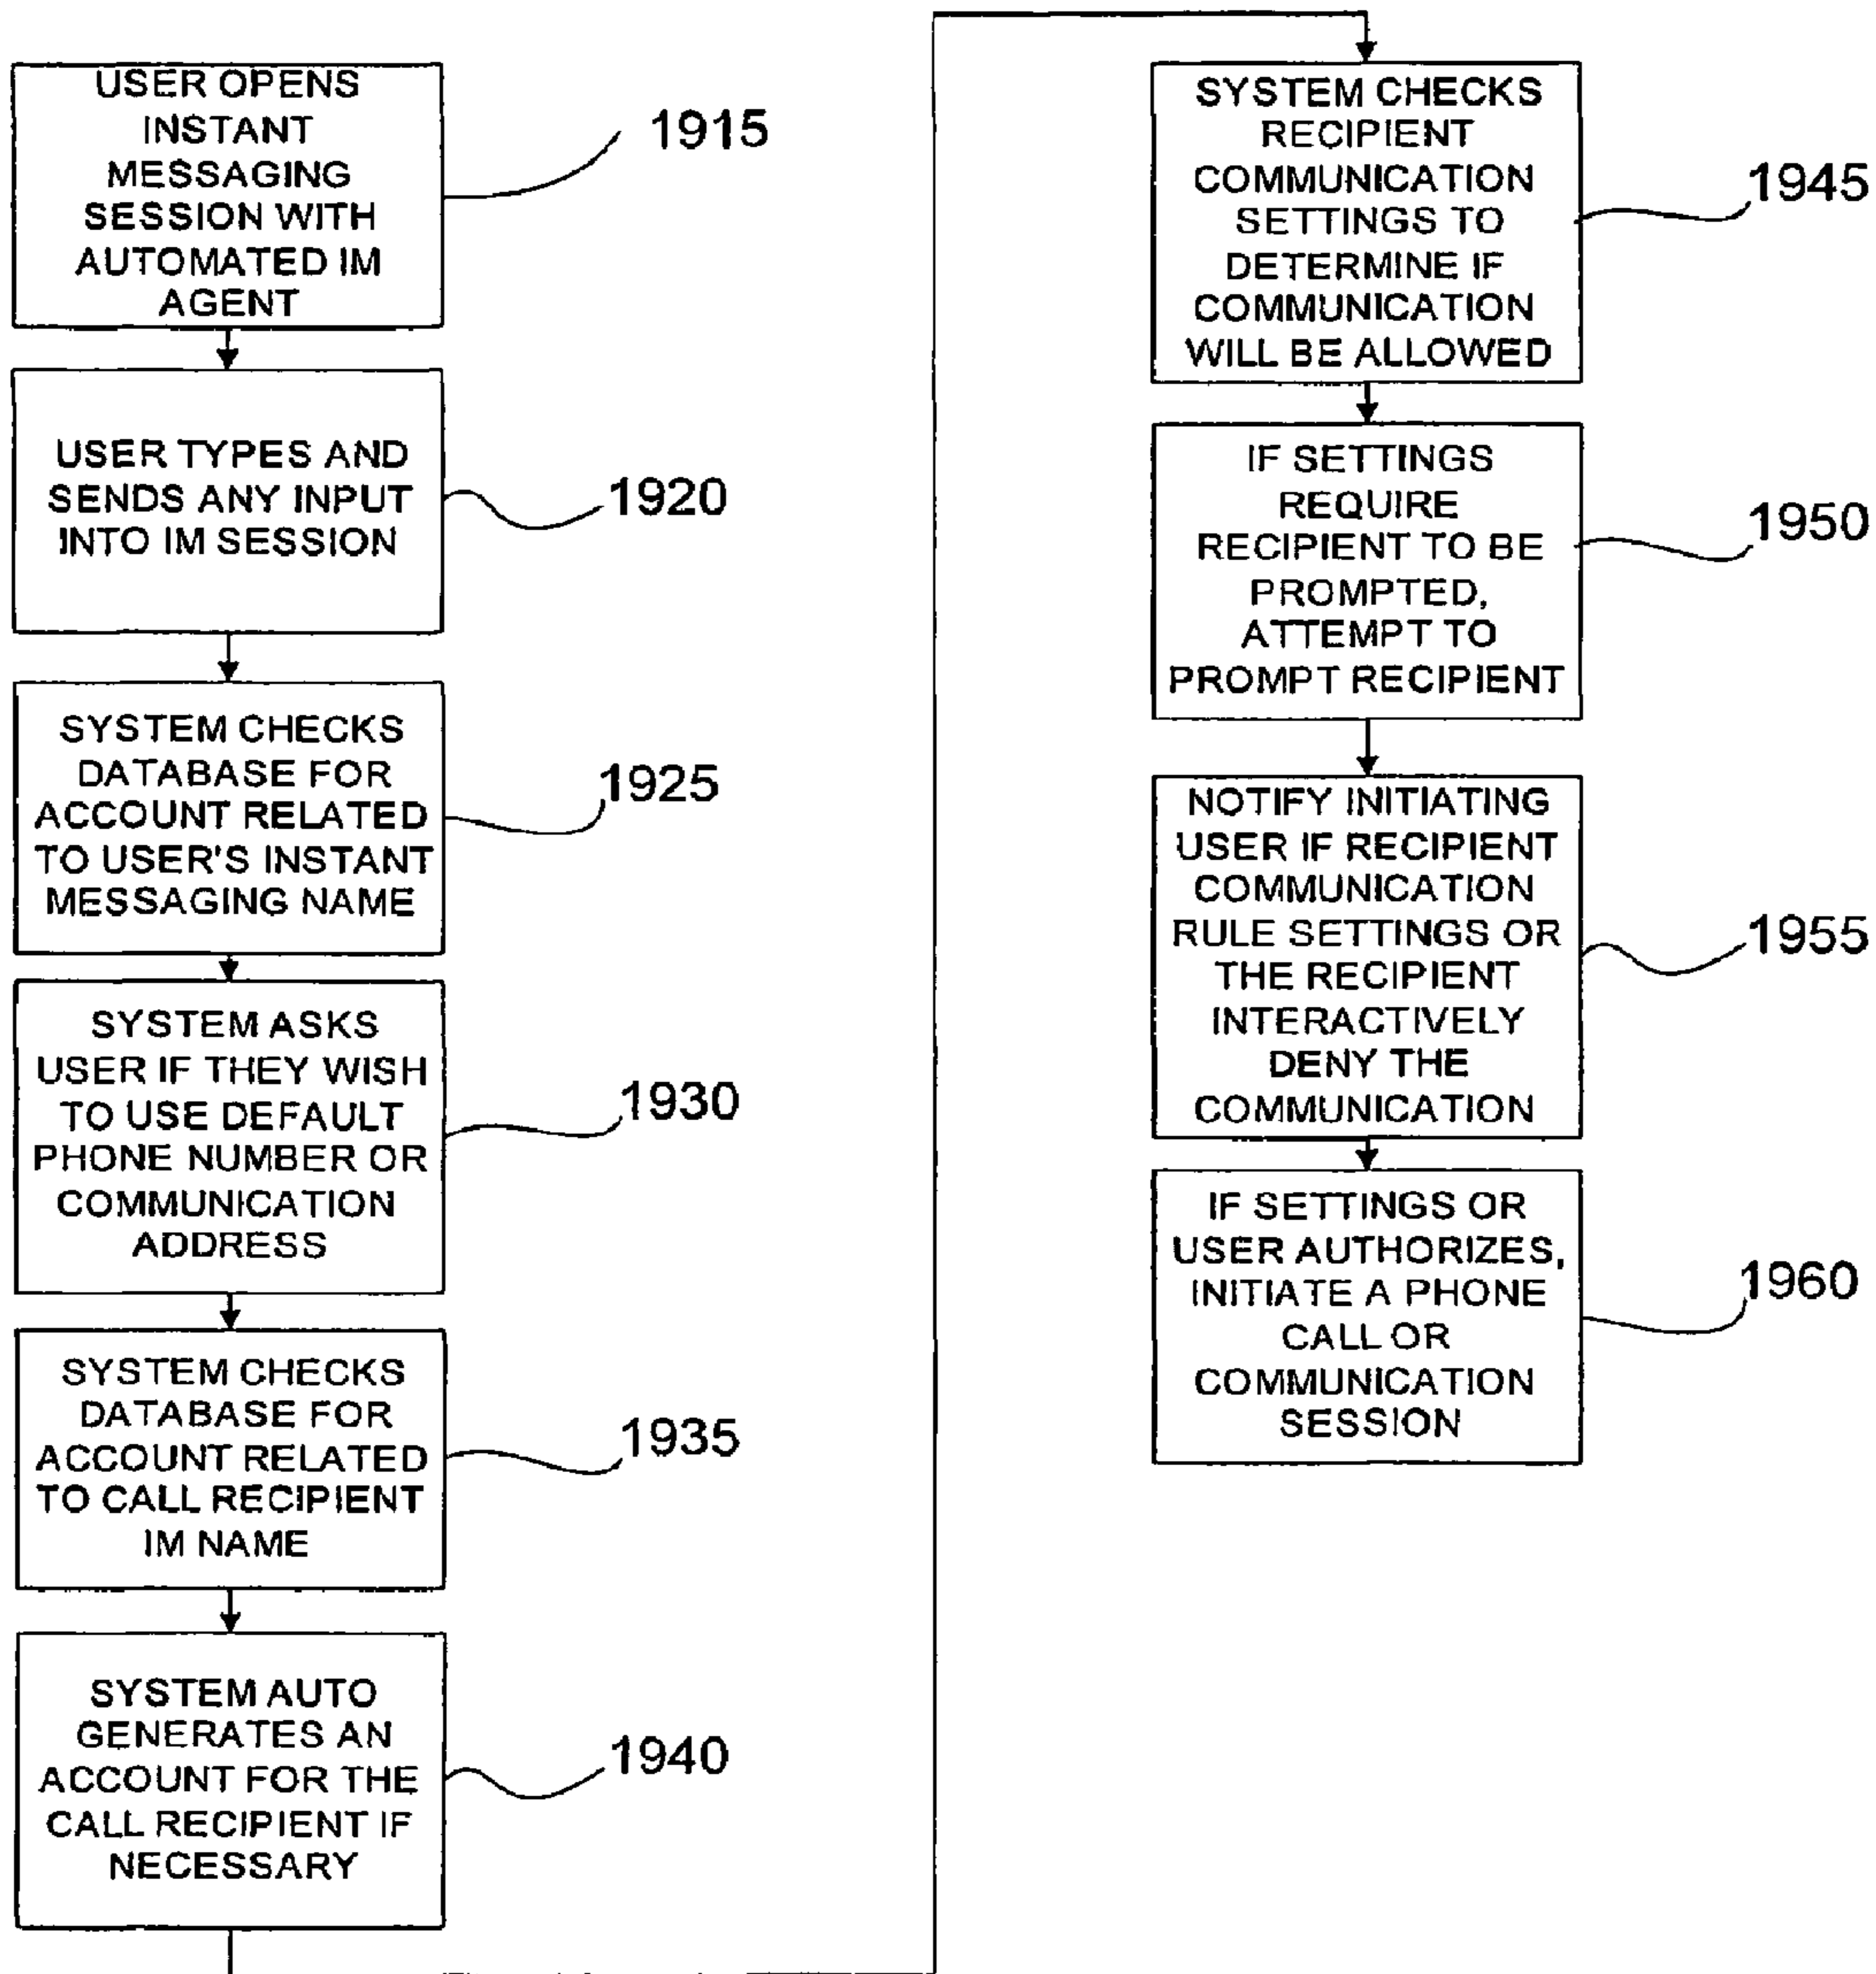 USER OPENS
INSTANT
MESSAGING
SESSION WITH
AUTOMATED IM
AGENT
1915
USER TYPES AND
SENDS ANY INPUT
INTO IM SESSION
1920
SYSTEM CHECKS
DATABASE FOR
ACCOUNT RELATED
TO USER'S INSTANT
MESSAGING NAME
1925
SYSTEM ASKS
USER IF THEY WISH
TO USE DEFAULT
PHONE NUMBER OR
COMMUNICATION
ADDRESS
1930
SYSTEM CHECKS
DATABASE FOR
ACCOUNT RELATED
TO CALL RECIPIENT
IM NAME
1935
SYSTEM AUTO
GENERATES AN
ACCOUNT FOR THE
CALL RECIPIENT IF
NECESSARY
1940
SYSTEM CHECKS
RECIPIENT
COMMUNICATION
SETTINGS TO
DETERMINE IF
COMMUNICATION
WILL BE ALLOWED
1945
IF SETTINGS
REQUIRE
RECIPIENT TO BE
PROMPTED,
ATTEMPT TO
PROMPT RECIPIENT
1950
NOTIFY INITIATING
USER IF RECIPIENT
COMMUNICATION
RULE SETTINGS OR
THE RECIPIENT
INTERACTIVELY
DENY THE
COMMUNICATION
1955
IF SETTINGS OR
USER AUTHORIZES,
INITIATE A PHONE
CALL OR
COMMUNICATION
SESSION
1960